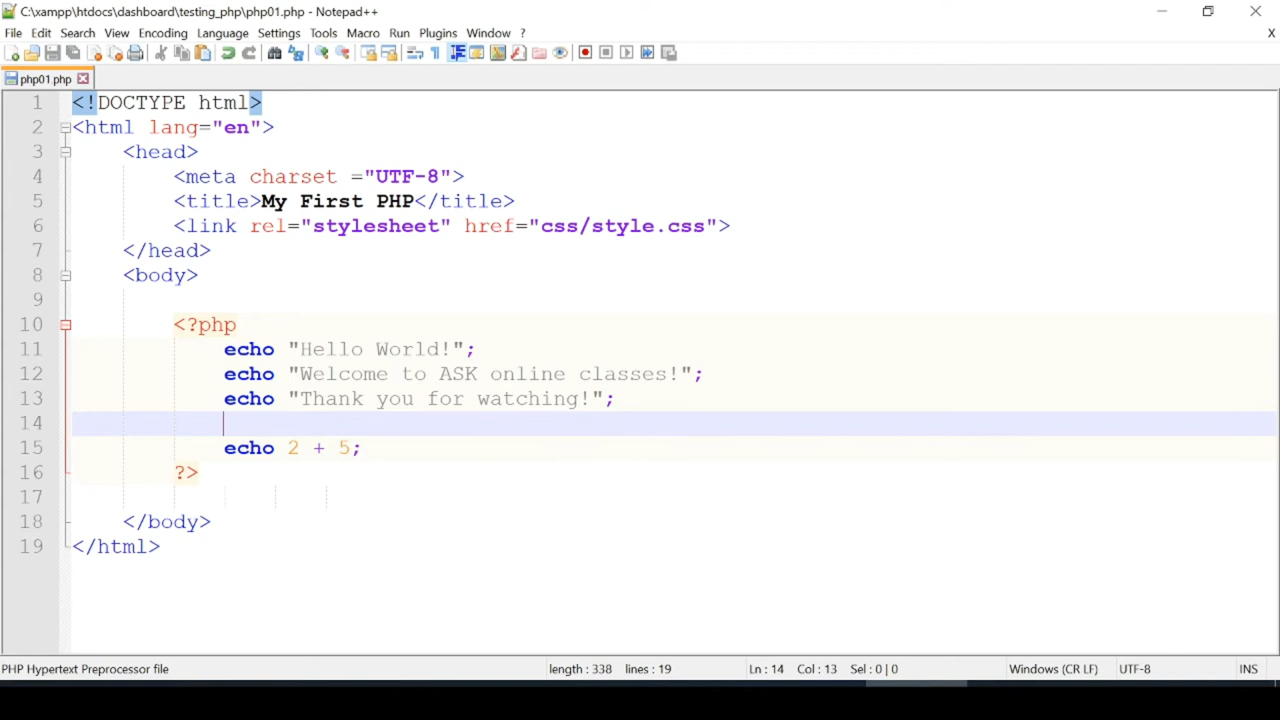 C:\xampp\htdocs\dashboard\testing_php\php01.php - Notepad++
File Edit Search View Encoding Language Settings Tools Macro Run Plugins Window ? X
php01.php
1 <!DOCTYPE html>
2 <html lang="en">
3 <head>
4 <meta charset ="UTF-8">
5 <title>My First PHP</title>
6 <link rel="stylesheet" href="css/style.css">
7 </head>
8 <body>
9
10 <?php
11 echo "Hello World!";
12 echo "Welcome to ASK online classes!";
13 echo "Thank you for watching!";
14
15 echo 2 + 5;
16 ?>
17
18 </body>
19 </html>
PHP Hypertext Preprocessor file length : 338 lines : 19 Ln : 14 Col : 13 Sel : 0 | 0 Windows (CR LF) UTF-8 INS